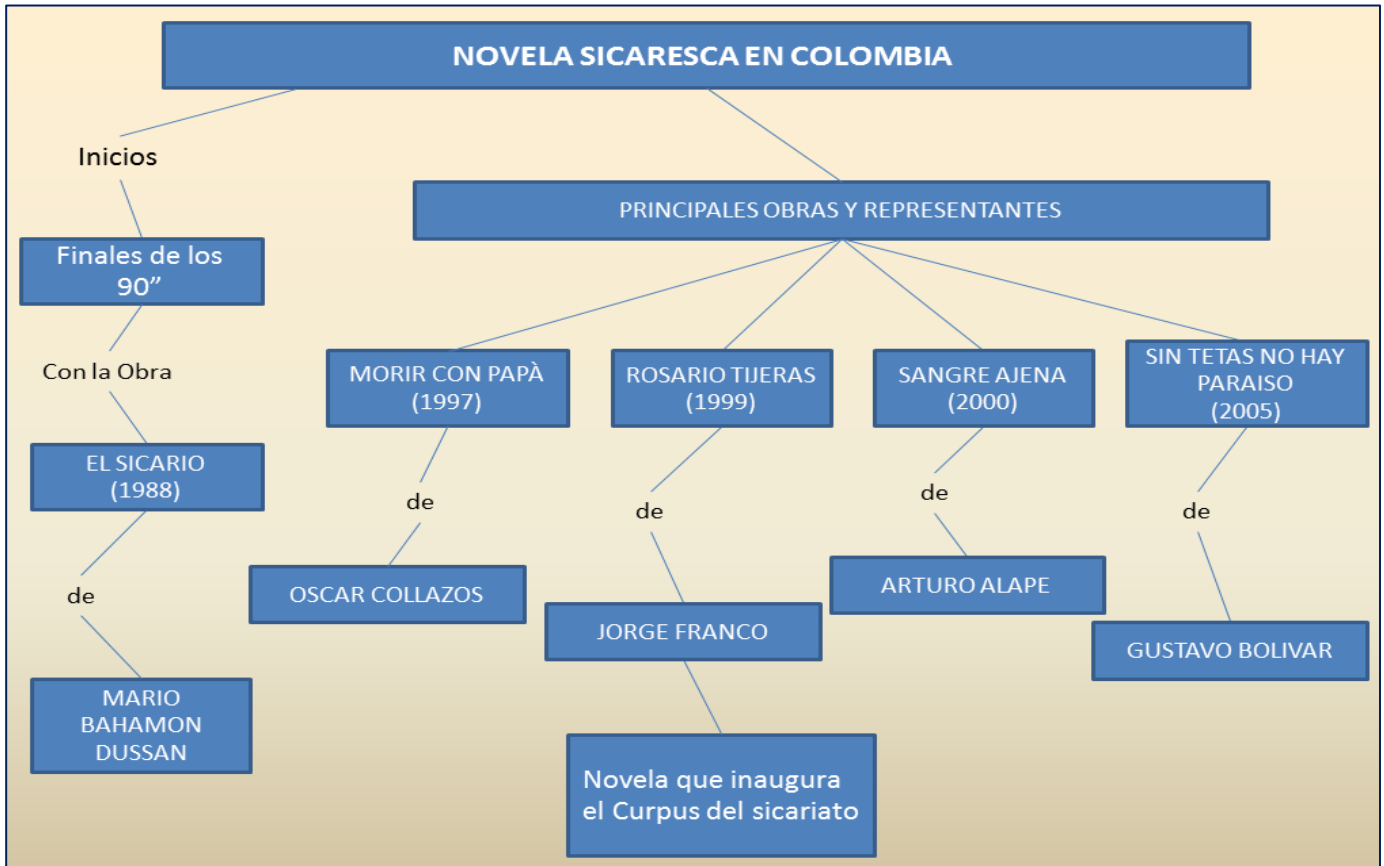 NOVELA SICARESCA EN COLOMBIA
Inicios
Finales de los
90”
Con la Obra
EL SICARIO
(1988)
de
MARIO
BAHAMON
DUSSAN
PRINCIPALES OBRAS Y REPRESENTANTES
MORIR CON PAPÀ
(1997)
de
OSCAR COLLAZOS
ROSARIO TIJERAS
(1999)
de
JORGE FRANCO
Novela que inaugura
el Curpus del sicariato
SANGRE AJENA
(2000)
de
ARTURO ALAPE
SIN TETAS NO HAY
PARAISO
(2005)
de
GUSTAVO BOLIVAR